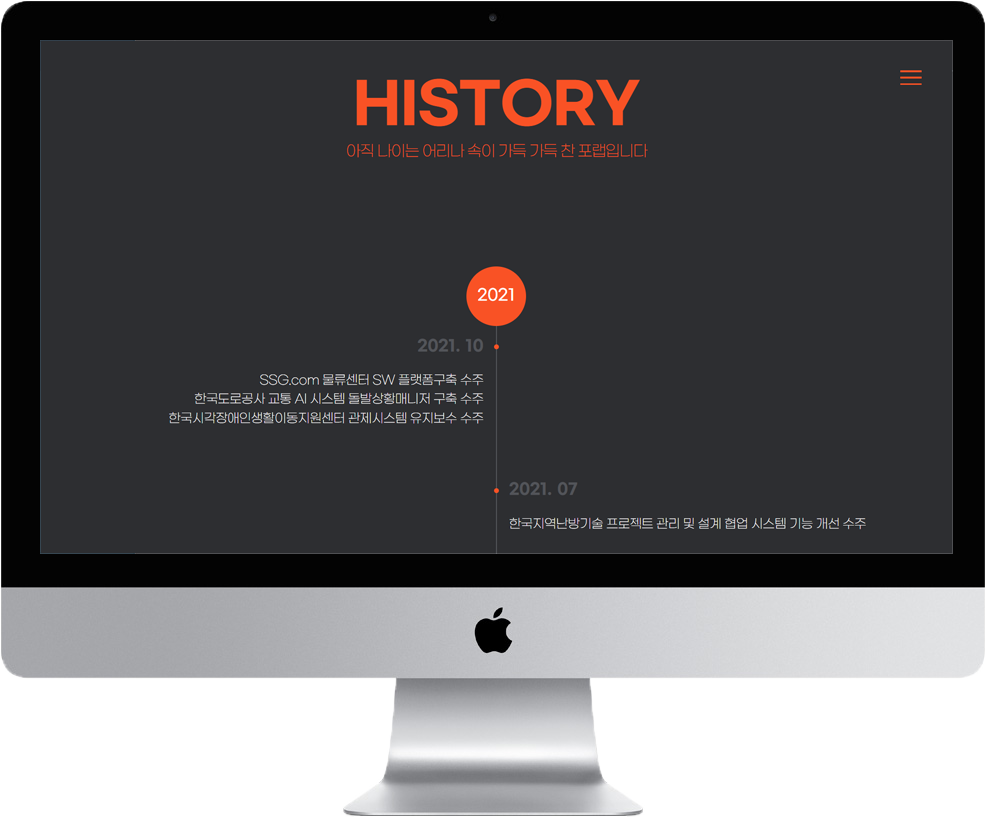 HISTORY
아직 나이는 어리나 속이 가득 가득 찬 포랩입니다
2021
2021. 10
SSG.com 물류센터 SW 플랫폼구축 수주
한국도로공사 교통 AI 시스템 돌발상황매니저 구축 수주
한국시각장애인생활이동지원센터 관제시스템 유지보수 수주
2021. 07
한국지역난방기술 프로젝트 관리 및 설계 협업 시스템 기능 개선 수주